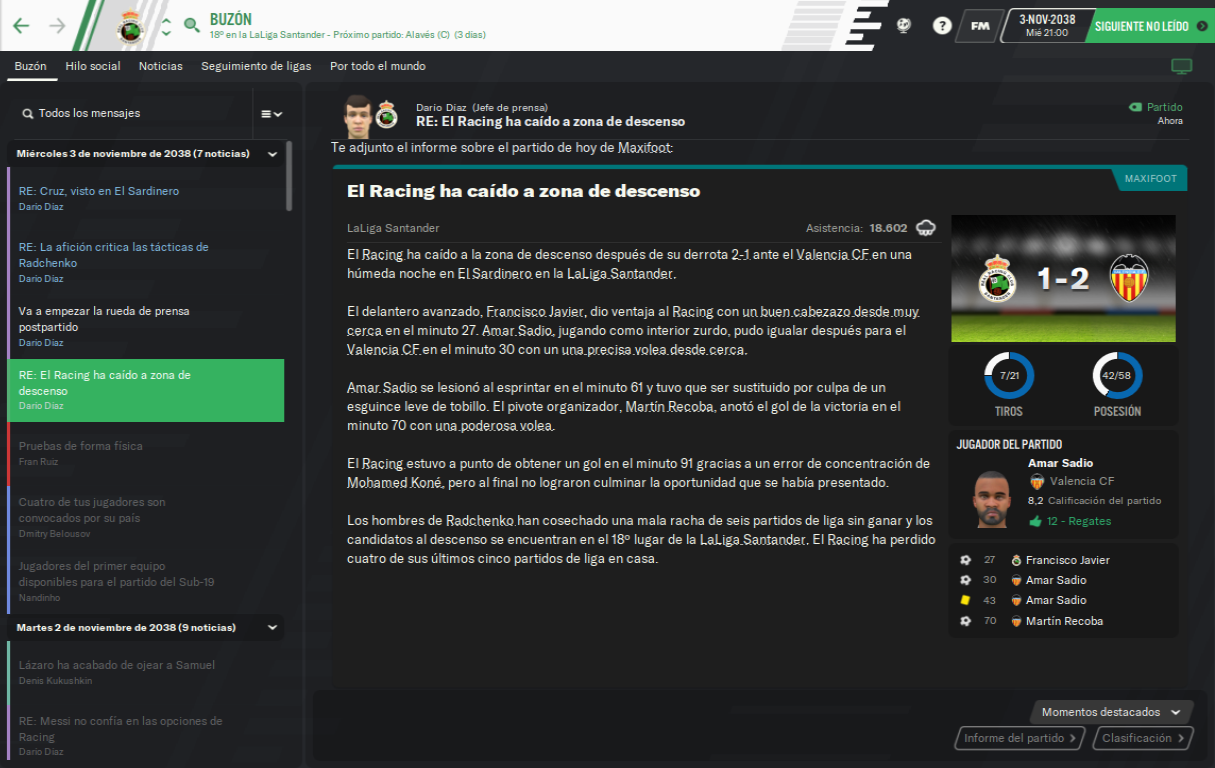 BUZÓN
18º en la LaLiga Santander - Próximo partido: Alavés (C) (3 días)
?
FM
3-NOV-2038
Mié 21:00
SIGUIENTE NO LEÍDO
Buzón
Hilo social
Noticias
Seguimiento de ligas
Por todo el mundo
Todos los mensajes
Miércoles 3 de noviembre de 2038 (7 noticias)
RE: Cruz, visto en El Sardinero
Darío Díaz
RE: La afición critica las tácticas de
Radchenko
Darío Díaz
Va a empezar la rueda de prensa
postpartido
Darío Díaz
RE: El Racing ha caído a zona de
descenso
Darío Díaz
Pruebas de forma física
Fran Ruiz
Cuatro de tus jugadores son
convocados por su país
Dmitry Belousov
Jugadores del primer equipo
disponibles para el partido del Sub-19
Nandinho
Martes 2 de noviembre de 2038 (9 noticias)
Lázaro ha acabado de ojear a Samuel
Denis Kukushkin
RE: Messi no confía en las opciones de
Racing
Darío Díaz
Darío Díaz (Jefe de prensa)
RE: El Racing ha caído a zona de descenso
Partido
Ahora
Te adjunto el informe sobre el partido de hoy de Maxifoot:
MAXIFOOT
El Racing ha caído a zona de descenso
LaLiga Santander
Asistencia: 18.602
El Racing ha caído a la zona de descenso después de su derrota 2-1 ante el Valencia CF en una
húmeda noche en El Sardinero en la LaLiga Santander.
El delantero avanzado, Francisco Javier, dio ventaja al Racing con un buen cabezazo desde muy
cerca en el minuto 27. Amar Sadio, jugando como interior zurdo, pudo igualar después para el
Valencia CF en el minuto 30 con un una precisa volea desde cerca.
Amar Sadio se lesionó al esprintar en el minuto 61 y tuvo que ser sustituido por culpa de un
esguince leve de tobillo. El pivote organizador, Martín Recoba, anotó el gol de la victoria en el
minuto 70 con una poderosa volea.
El Racing estuvo a punto de obtener un gol en el minuto 91 gracias a un error de concentración de
Mohamed Koné, pero al final no lograron culminar la oportunidad que se había presentado.
Los hombres de Radchenko han cosechado una mala racha de seis partidos de liga sin ganar y los
candidatos al descenso se encuentran en el 18º lugar de la LaLiga Santander. El Racing ha perdido
cuatro de sus últimos cinco partidos de liga en casa.
1-2
7/21
TIROS
42/58
POSESIÓN
JUGADOR DEL PARTIDO
Amar Sadio
Valencia CF
8,2 Calificación del partido
12 - Regates
27 Francisco Javier
30 Amar Sadio
43 Amar Sadio
70 Martín Recoba
Momentos destacados
Informe del partido
Clasificación